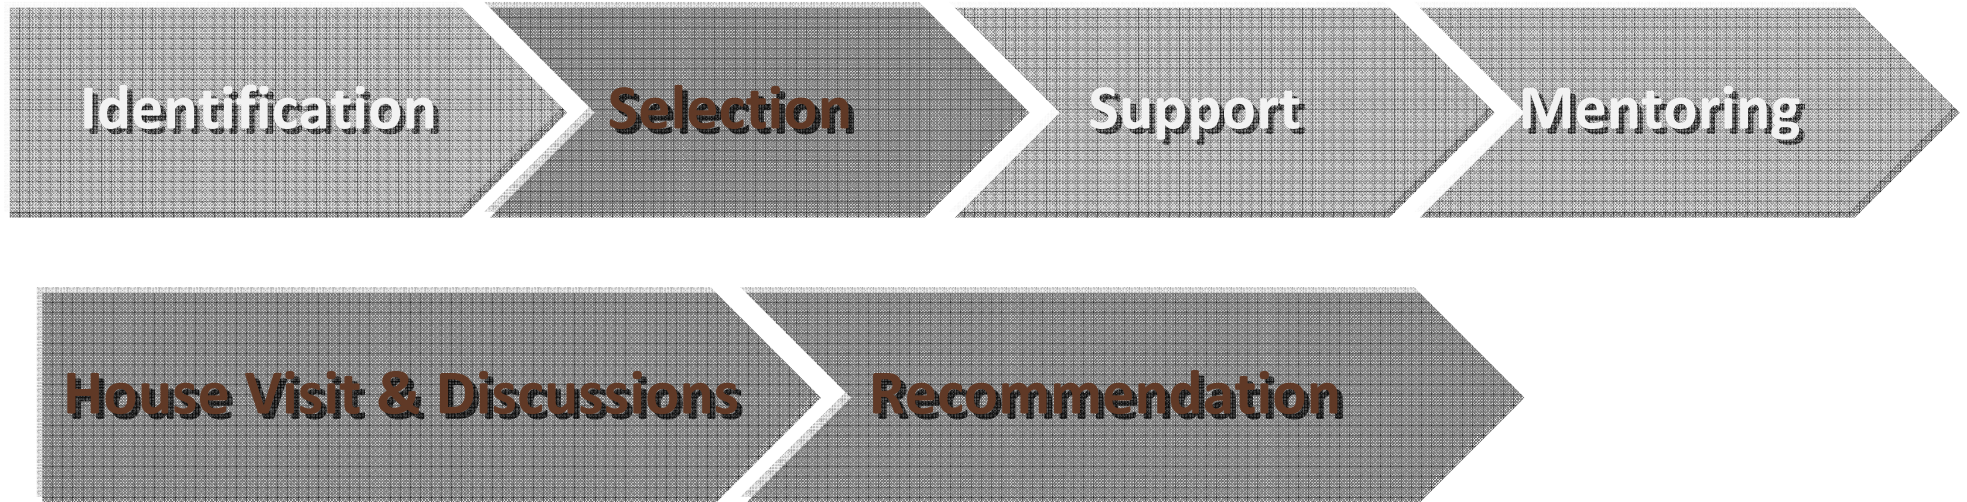 Identification Selection Support Mentoring
House Visit & Discussions Recommendation